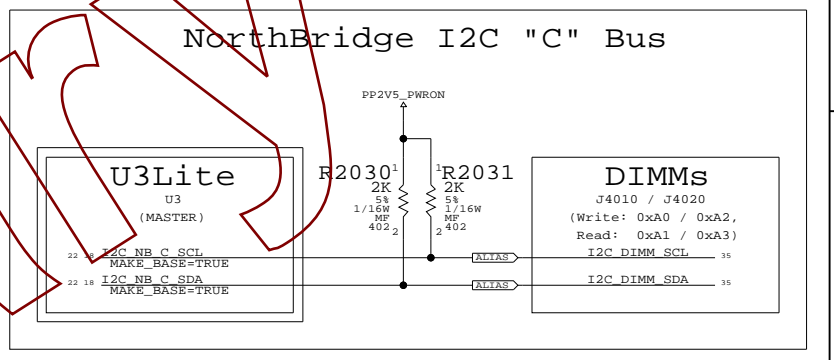 NorthBridge I2C "C" Bus
PP2V5_PWRON
U3Lite
U3
(MASTER)
R2030 1
2K
5%
1/16W
MF
402
2
1 R2031
2K
5%
1/16W
MF
402
2
DIMMs
J4010 / J4020
(Write: 0xA0 / 0xA2,
Read: 0xA1 / 0xA3)
22 18 I2C_NB_C_SCL
MAKE_BASE=TRUE
ALIAS
I2C_DIMM_SCL 35
22 18 I2C_NB_C_SDA
MAKE_BASE=TRUE
ALIAS
I2C_DIMM_SDA 35
ry